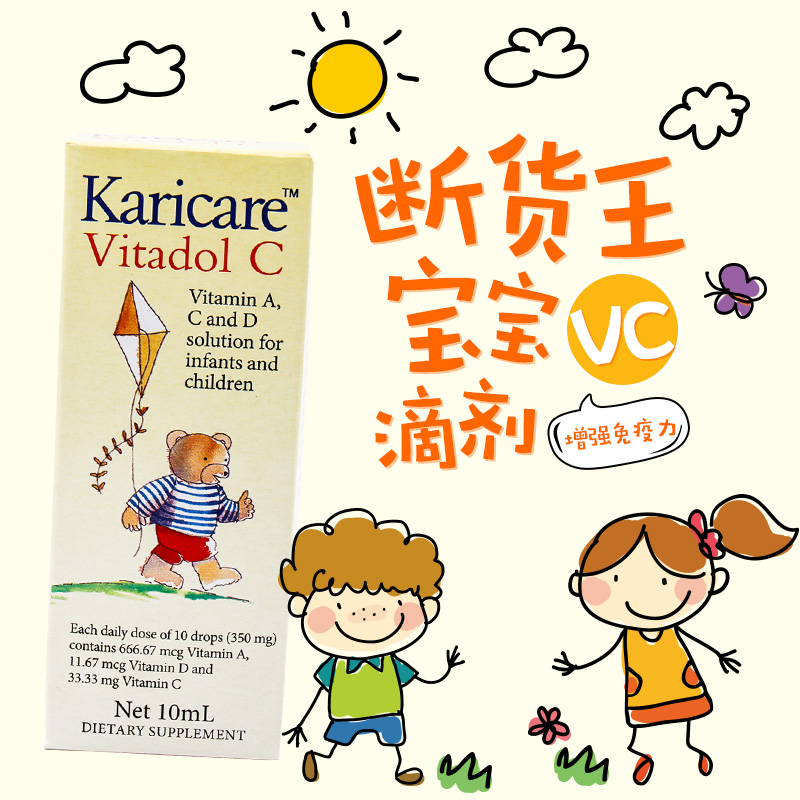 Karicare™
Vitadol C
Vitamin A,
C and D
solution for
infants and
children
Each daily dose of 10 drops (350 mg)
contains 666.67 mcg Vitamin A,
11.67 mcg Vitamin D and
33.33 mg Vitamin C
Net 10mL
DIETARY SUPPLEMENT
断货王
宝宝VC
滴剂
增强免疫力